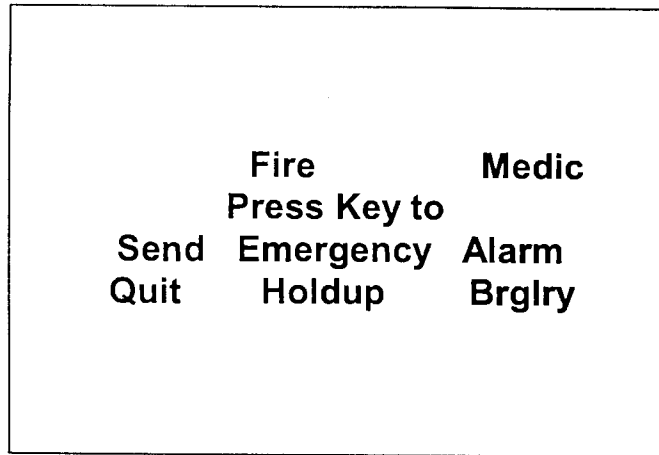 Fire Medic
Press Key to
Send Emergency Alarm
Quit Holdup Brglry